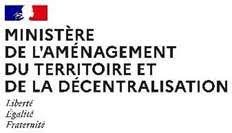 MINISTÈRE
DE L'AMÉNAGEMENT
DU TERRITOIRE ET
DE LA DÉCENTRALISATION
Liberté
Égalité
Fraternité